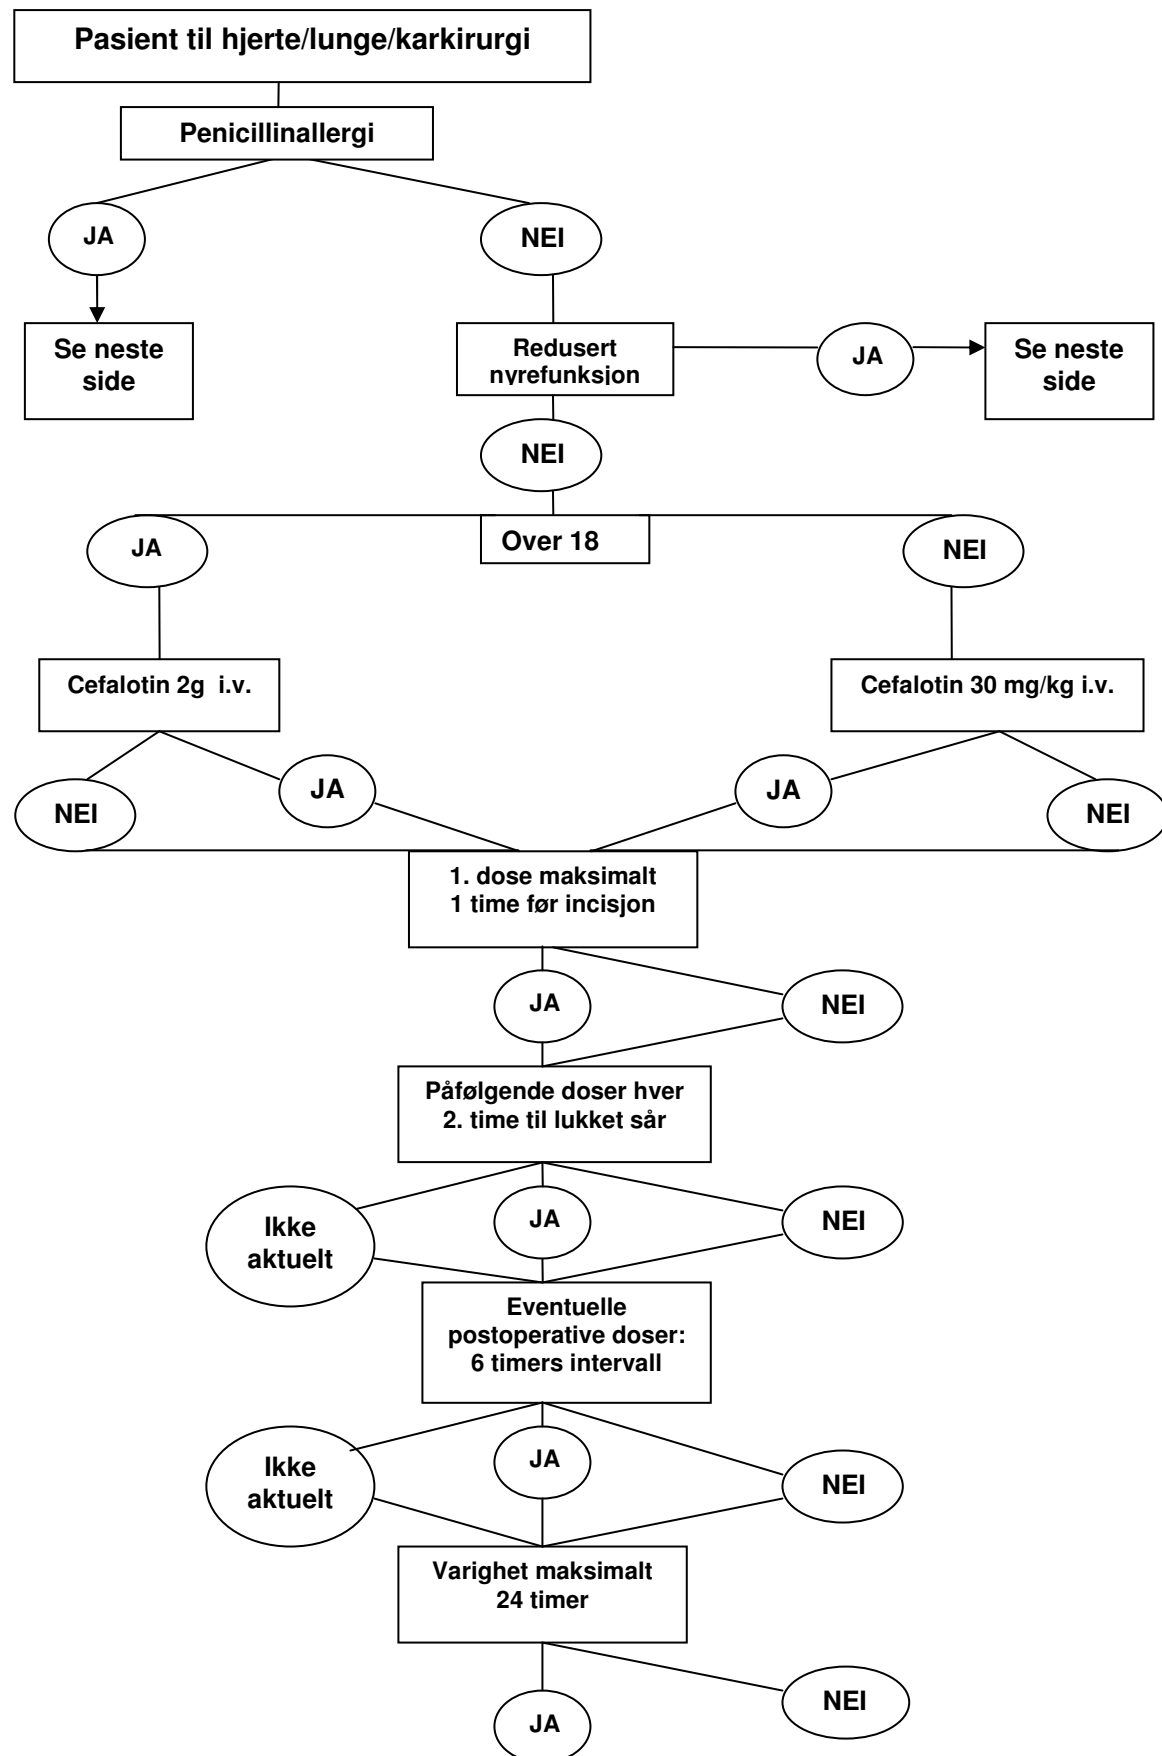 Pasient til hjerte/lunge/karkirurgi
Penicillinallergi
JA
NEI
Se neste
side
Redusert
nyrefunksjon
JA
Se neste
side
NEI
JA
Over 18
NEI
Cefalotin 2g  i.v.
Cefalotin 30 mg/kg i.v.
NEI
JA
JA
NEI
1. dose maksimalt
1 time før incisjon
JA
NEI
Påfølgende doser hver
2. time til lukket sår
Ikke
aktuelt
JA
NEI
Eventuelle
postoperative doser:
6 timers intervall
Ikke
aktuelt
JA
NEI
Varighet maksimalt
24 timer
JA
NEI